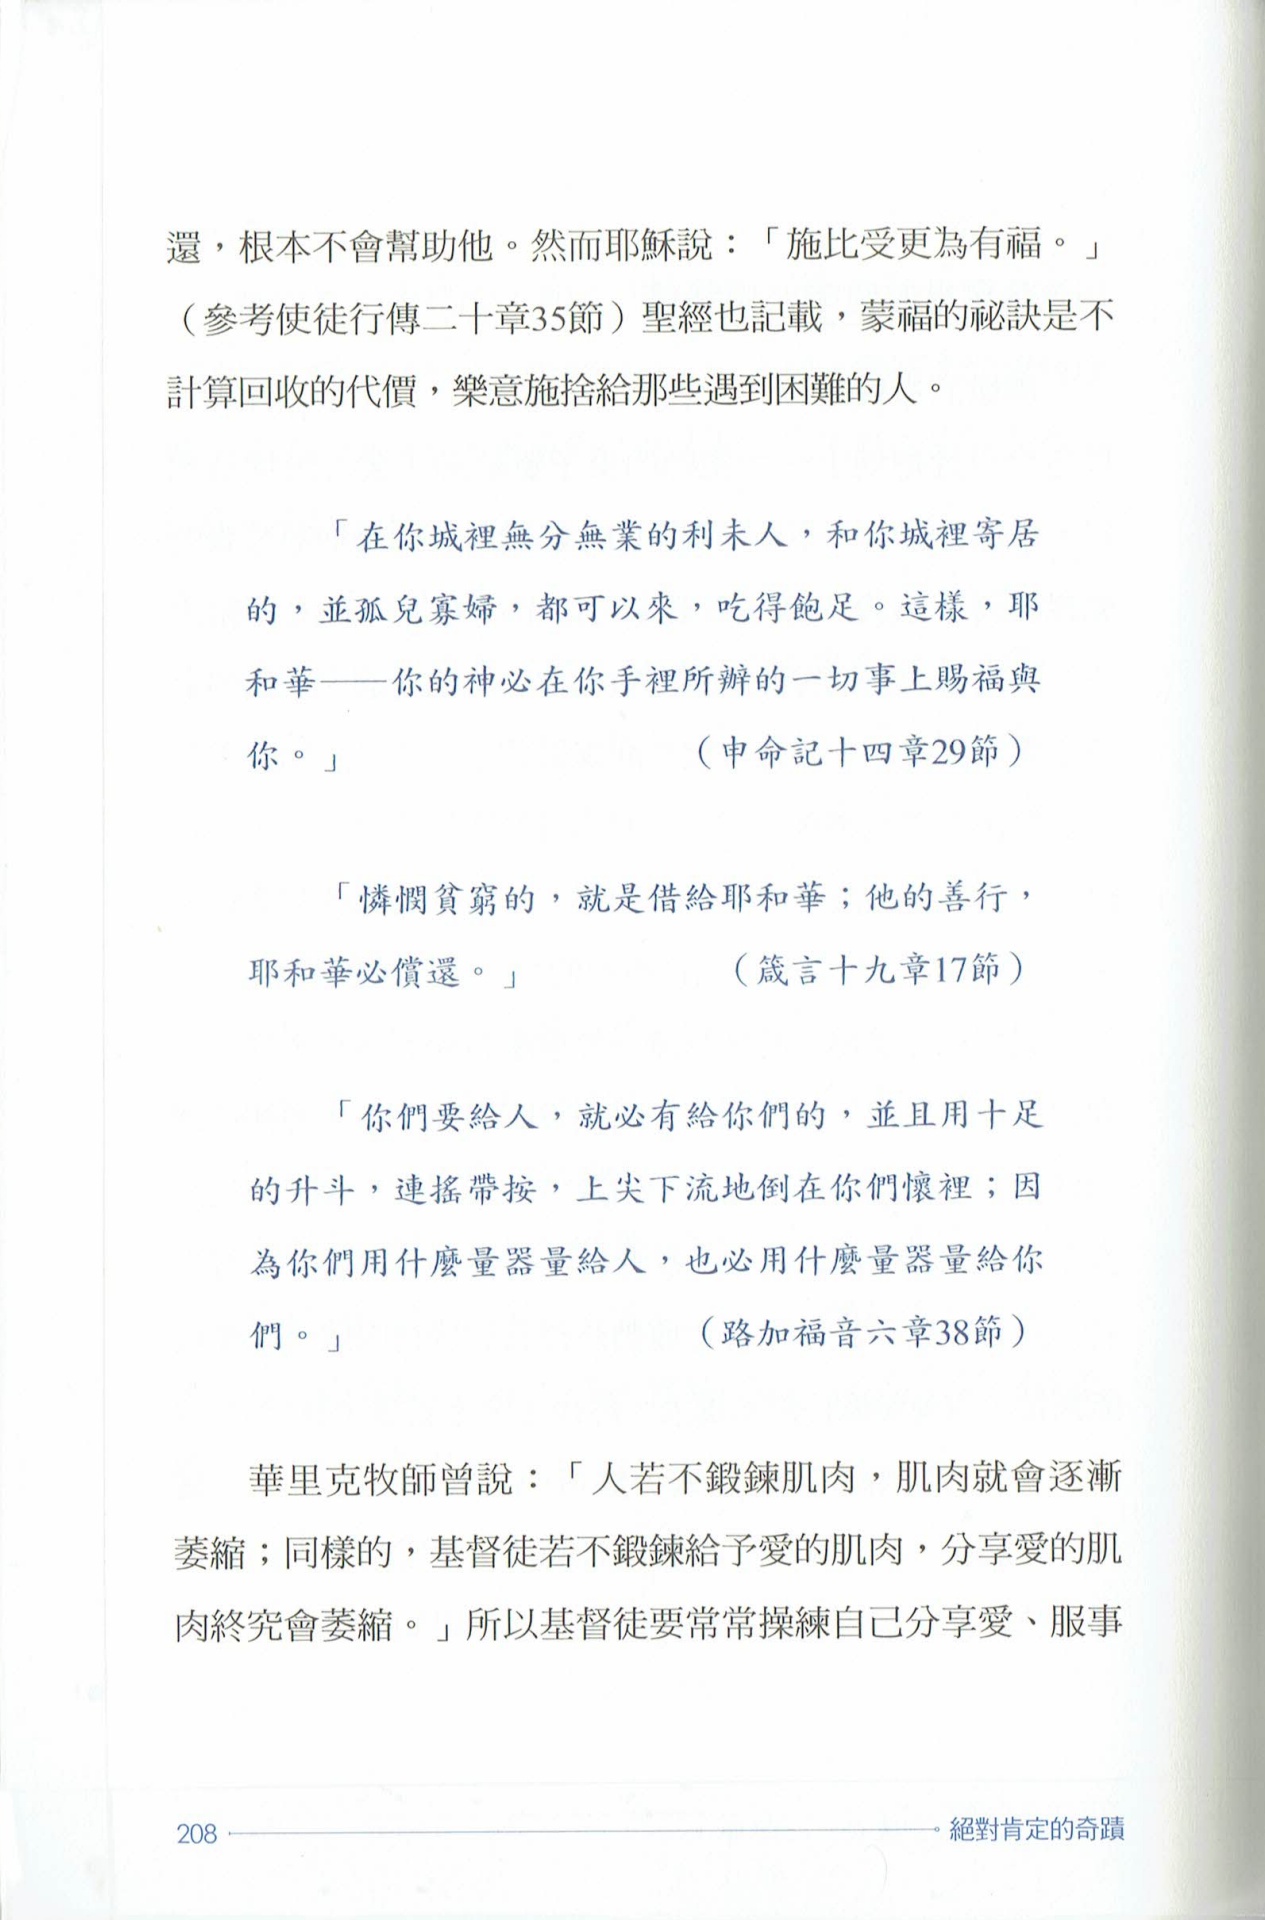 還，根本不會幫助他。然而耶穌說：「施比受更為有福。」
（參考使徒行傳二十章35節）聖經也記載，蒙福的祕訣是不
計算回收的代價，樂意施捨給那些遇到困難的人。
「在你城裡無分無業的利未人，和你城裡寄居
的，並孤兒寡婦，都可以來，吃得飽足。這樣，耶
和華——你的神必在你手裡所辦的一切事上賜福與
你。」（申命記十四章29節）
「憐憫貧窮的，就是借給耶和華；他的善行，
耶和華必償還。」（箴言十九章17節）
「你們要給人，就必有給你們的，並且用十足
的升斗，連搖帶按，上尖下流地倒在你們懷裡；因
為你們用什麼量器量給人，也必用什麼量器量給你
們。」（路加福音六章38節）
華里克牧師曾說：「人若不鍛鍊肌肉，肌肉就會逐漸
萎縮；同樣的，基督徒若不鍛鍊給予愛的肌肉，分享愛的肌
肉終究會萎縮。」所以基督徒要常常操練自己分享愛、服事
208 絕對肯定的奇蹟